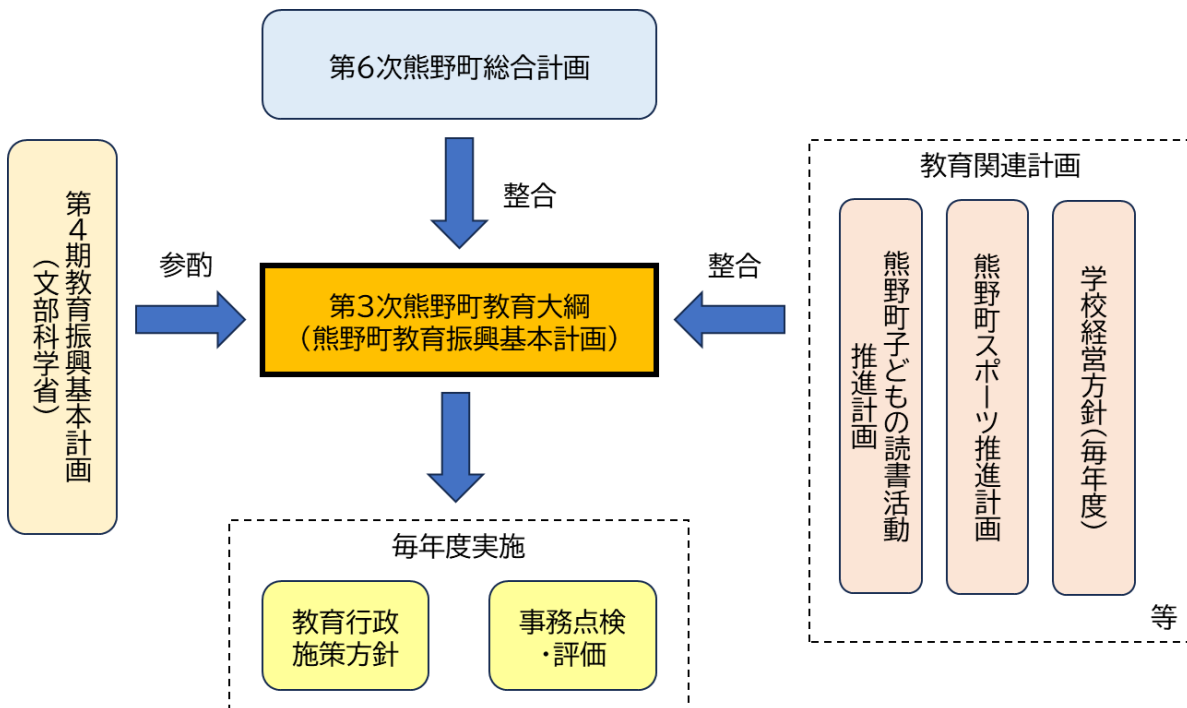 第6次熊野町総合計画
整合
第4期教育振興基本計画
（文部科学省）
参酌
第3次熊野町教育大綱
（熊野町教育振興基本計画）
整合
教育関連計画
熊野町子どもの読書活動
推進計画
熊野町スポーツ推進計画
学校経営方針(毎年度)
等
毎年度実施
教育行政
施策方針
事務点検
・評価